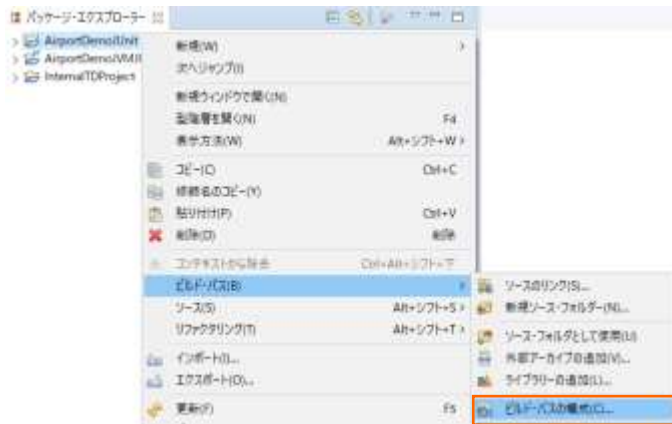 パッケージ・エクスプローラー
AirportDemoJUnit
InternalTDProject
新規(W)
次へジャンプ(I)
新規ウィンドウで開く(N)
型階層を開く(N) F4
表示方法(W) Alt+シフト+W
コピー(C) Ctrl+C
修飾名のコピー(Y)
貼り付け(P) Ctrl+V
削除(D) 削除
コンテキストから除去 Ctrl+Alt+シフト+下
ビルド・パス(B)
ソース(S) Alt+シフト+S
リファクタリング(T) Alt+シフト+T
インポート(I)...
エクスポート(O)...
更新(F) F5
ソースのリンク(S)...
新規ソース・フォルダー(N)...
ソース・フォルダとして使用(U)
外部アーカイブの追加(V)...
ライブラリーの追加(L)...
ビルド・パスの構成(C)...